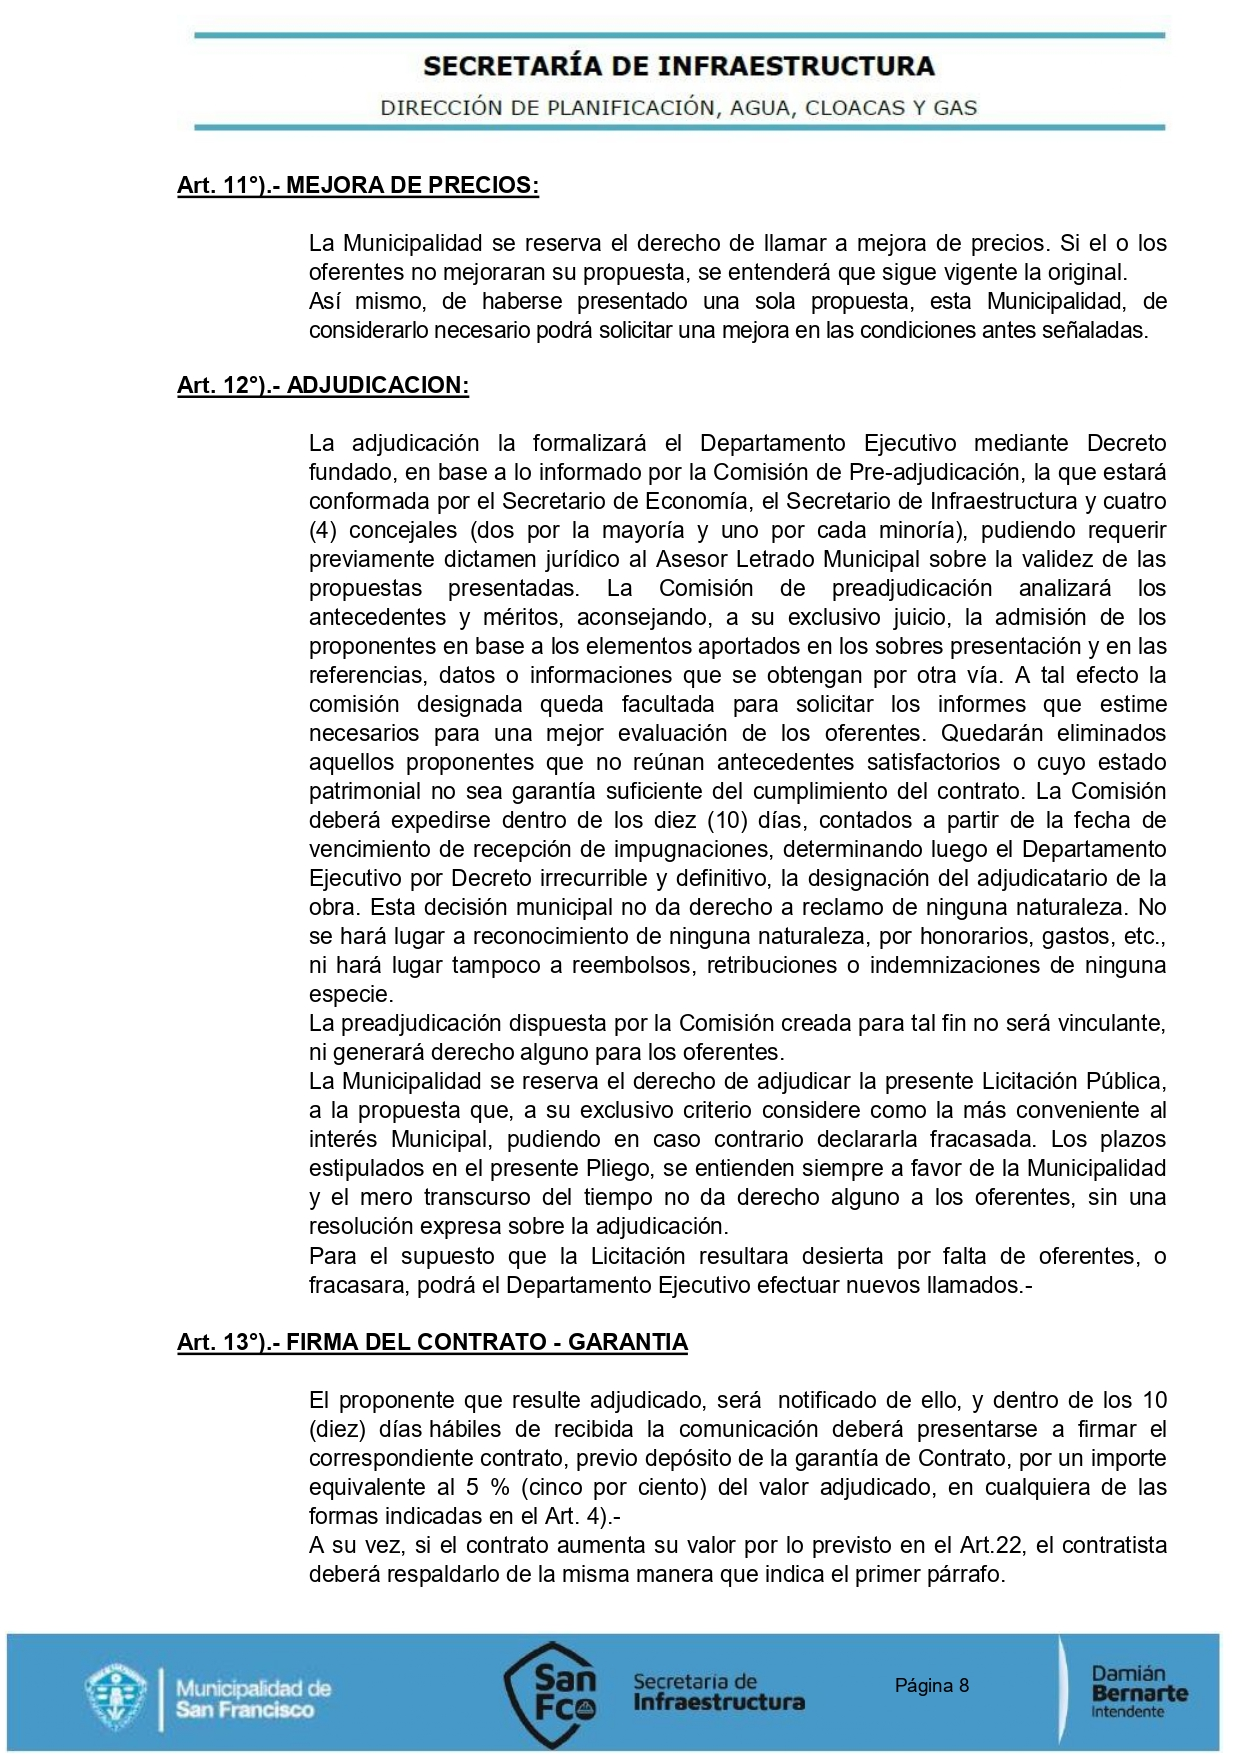 SECRETARÍA DE INFRAESTRUCTURA
DIRECCIÓN DE PLANIFICACIÓN, AGUA, CLOACAS Y GAS
Art. 11°).- MEJORA DE PRECIOS:
La Municipalidad se reserva el derecho de llamar a mejora de precios. Si el o los
oferentes no mejoraran su propuesta, se entenderá que sigue vigente la original.
Así mismo, de haberse presentado una sola propuesta, esta Municipalidad, de
considerarlo necesario podrá solicitar una mejora en las condiciones antes señaladas.
Art. 12°).- ADJUDICACION:
La adjudicación la formalizará el Departamento Ejecutivo mediante Decreto
fundado, en base a lo informado por la Comisión de Pre-adjudicación, la que estará
conformada por el Secretario de Economía, el Secretario de Infraestructura y cuatro
(4) concejales (dos por la mayoría y uno por cada minoría), pudiendo requerir
previamente dictamen jurídico al Asesor Letrado Municipal sobre la validez de las
propuestas presentadas. La Comisión de preadjudicación analizará los
antecedentes y méritos, aconsejando, a su exclusivo juicio, la admisión de los
proponentes en base a los elementos aportados en los sobres presentación y en las
referencias, datos o informaciones que se obtengan por otra vía. A tal efecto la
comisión designada queda facultada para solicitar los informes que estime
necesarios para una mejor evaluación de los oferentes. Quedarán eliminados
aquellos proponentes que no reúnan antecedentes satisfactorios o cuyo estado
patrimonial no sea garantía suficiente del cumplimiento del contrato. La Comisión
deberá expedirse dentro de los diez (10) días, contados a partir de la fecha de
vencimiento de recepción de impugnaciones, determinando luego el Departamento
Ejecutivo por Decreto irrecurrible y definitivo, la designación del adjudicatario de la
obra. Esta decisión municipal no da derecho a reclamo de ninguna naturaleza. No
se hará lugar a reconocimiento de ninguna naturaleza, por honorarios, gastos, etc.,
ni hará lugar tampoco a reembolsos, retribuciones o indemnizaciones de ninguna
especie.
La preadjudicación dispuesta por la Comisión creada para tal fin no será vinculante,
ni generará derecho alguno para los oferentes.
La Municipalidad se reserva el derecho de adjudicar la presente Licitación Pública,
a la propuesta que, a su exclusivo criterio considere como la más conveniente al
interés Municipal, pudiendo en caso contrario declararla fracasada. Los plazos
estipulados en el presente Pliego, se entienden siempre a favor de la Municipalidad
y el mero transcurso del tiempo no da derecho alguno a los oferentes, sin una
resolución expresa sobre la adjudicación.
Para el supuesto que la Licitación resultara desierta por falta de oferentes, o
fracasara, podrá el Departamento Ejecutivo efectuar nuevos llamados.-
Art. 13°).- FIRMA DEL CONTRATO - GARANTIA
El proponente que resulte adjudicado, será notificado de ello, y dentro de los 10
(diez) días hábiles de recibida la comunicación deberá presentarse a firmar el
correspondiente contrato, previo depósito de la garantía de Contrato, por un importe
equivalente al 5 % (cinco por ciento) del valor adjudicado, en cualquiera de las
formas indicadas en el Art. 4).-
A su vez, si el contrato aumenta su valor por lo previsto en el Art.22, el contratista
deberá respaldarlo de la misma manera que indica el primer párrafo.
Municipalidad de
San Francisco
San
Fco
Secretaría de
Infraestructura
Página 8
Damián
Bernarte
Intendente